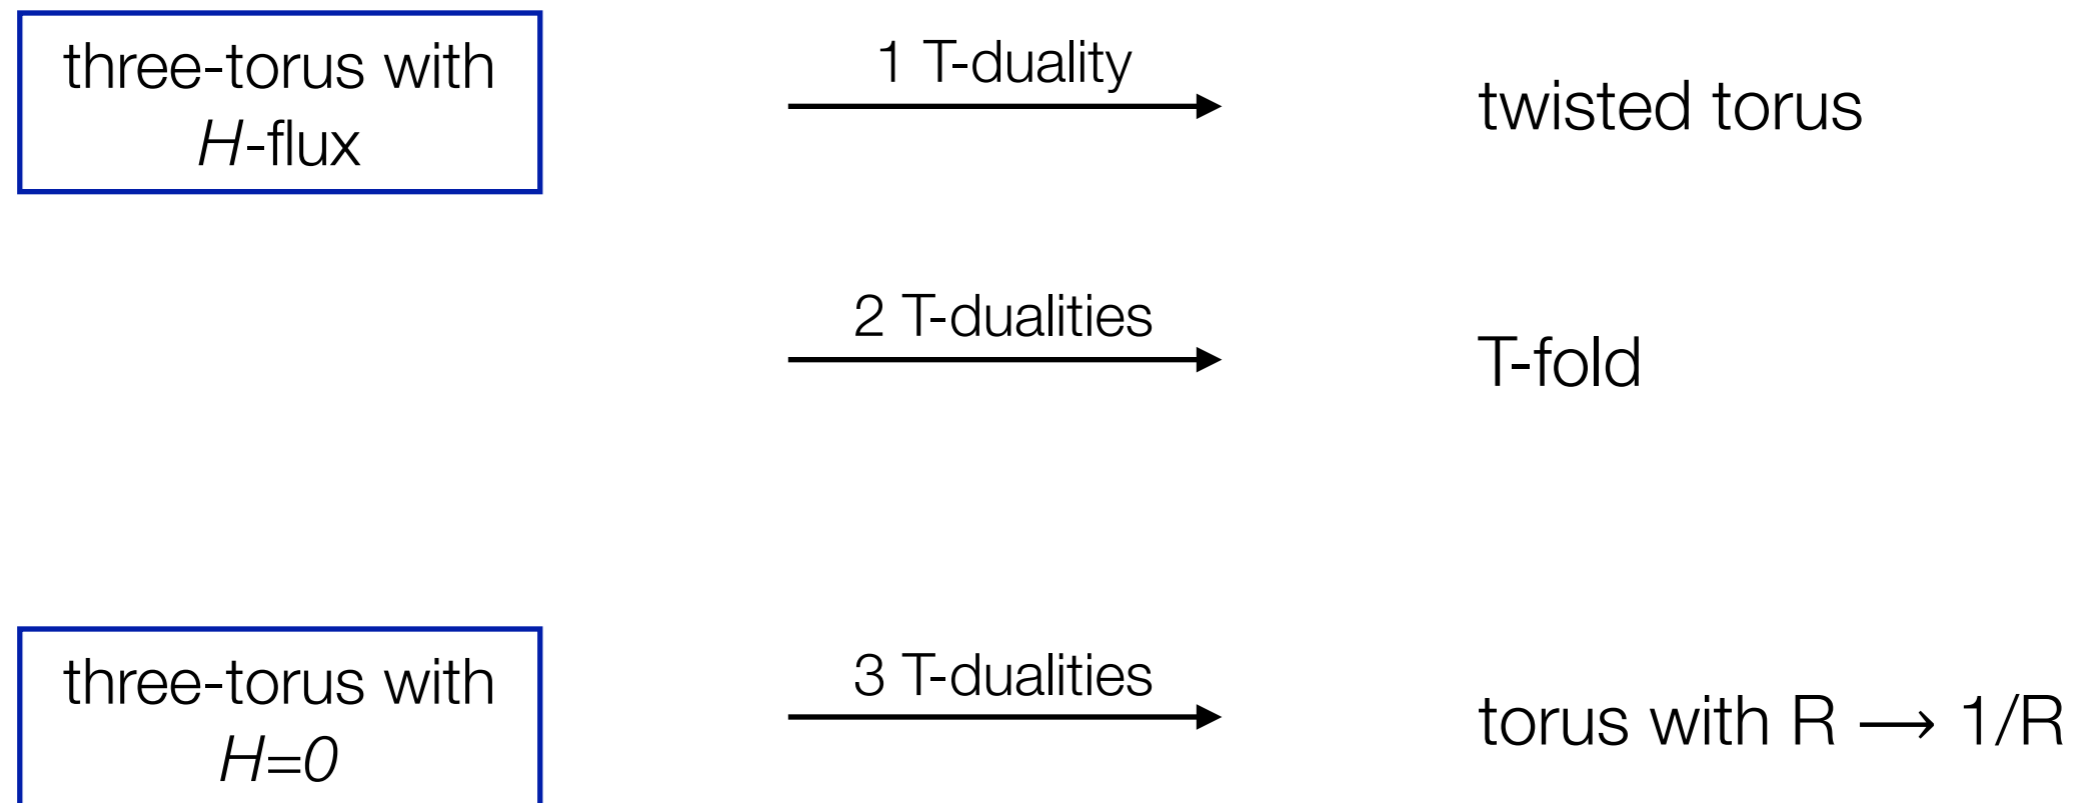 three-torus with
H-flux
1 T-duality
twisted torus
2 T-dualities
T-fold
three-torus with
H=0
3 T-dualities
torus with R ⟶ 1/R